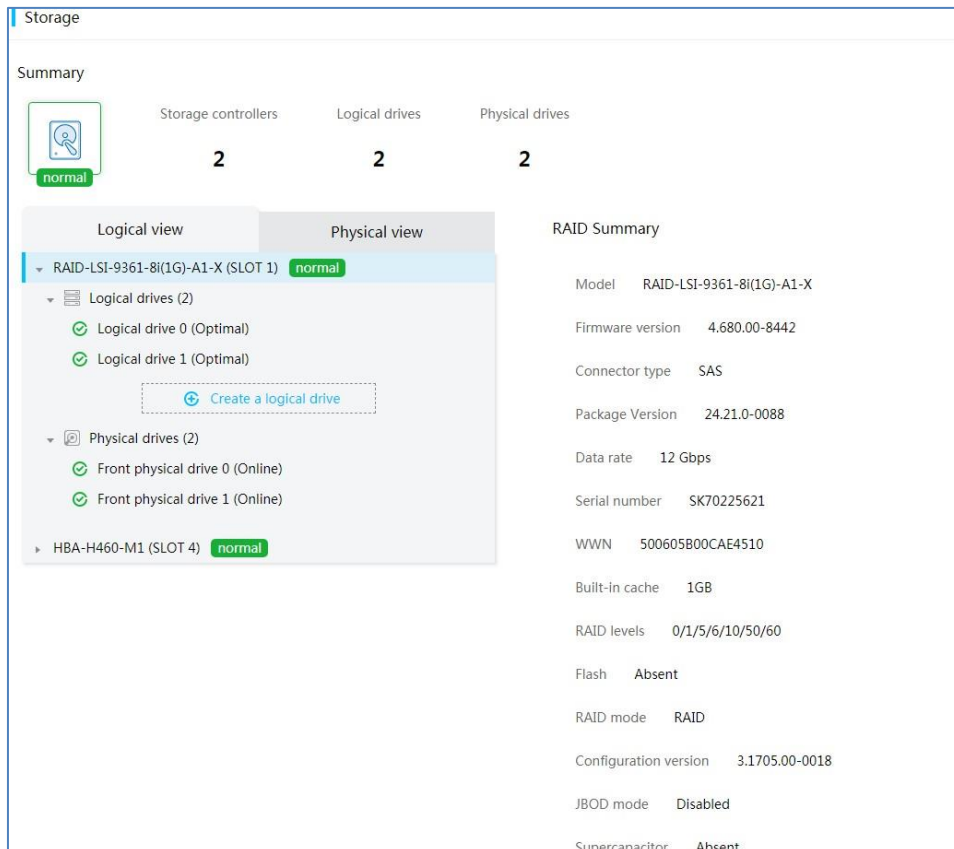 Storage
Summary
Storage controllers Logical drives Physical drives
2 2 2
normal
Logical view Physical view
RAID-LSI-9361-8i(1G)-A1-X (SLOT 1) normal
Logical drives (2)
Logical drive 0 (Optimal)
Logical drive 1 (Optimal)
Create a logical drive
Physical drives (2)
Front physical drive 0 (Online)
Front physical drive 1 (Online)
HBA-H460-M1 (SLOT 4) normal
RAID Summary
Model RAID-LSI-9361-8i(1G)-A1-X
Firmware version 4.680.00-8442
Connector type SAS
Package Version 24.21.0-0088
Data rate 12 Gbps
Serial number SK70225621
WWN 500605B00CAE4510
Built-in cache 1GB
RAID levels 0/1/5/6/10/50/60
Flash Absent
RAID mode RAID
Configuration version 3.1705.00-0018
JBOD mode Disabled
Supercapacitor Absent